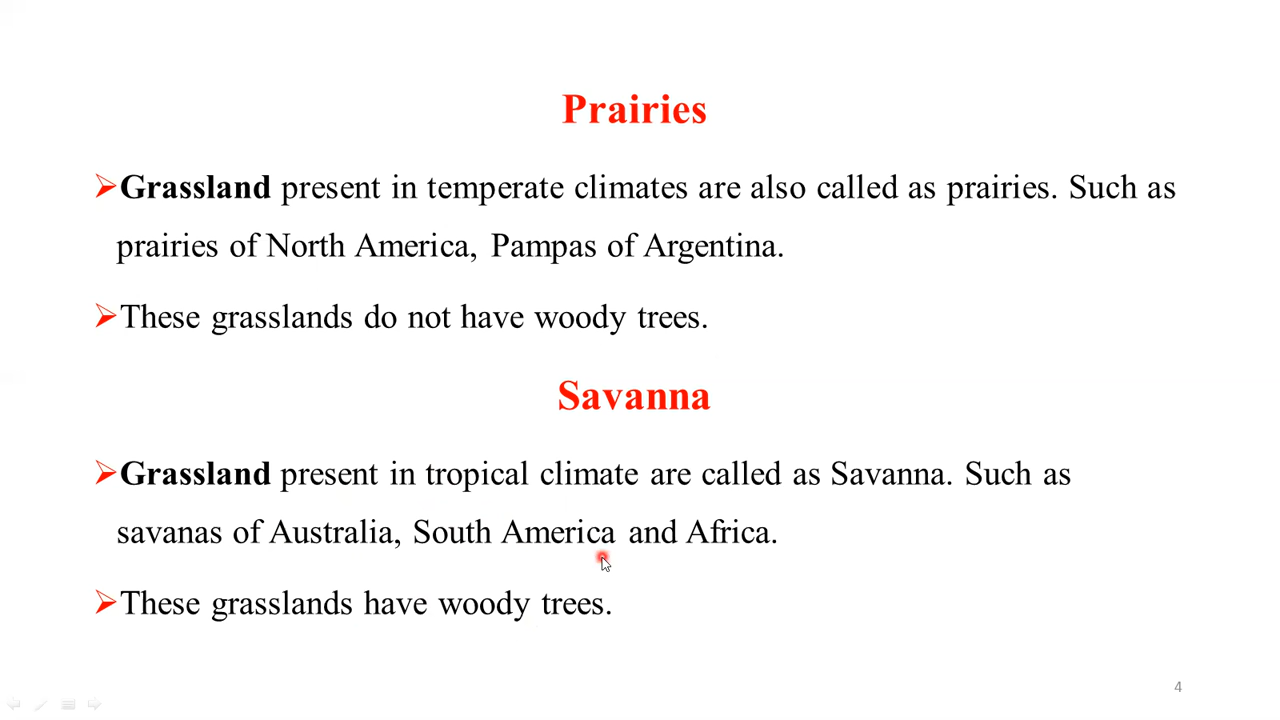 Prairies
➢Grassland present in temperate climates are also called as prairies. Such as
prairies of North America, Pampas of Argentina.
➢These grasslands do not have woody trees.
Savanna
➢Grassland present in tropical climate are called as Savanna. Such as
savanas of Australia, South America and Africa.
➢These grasslands have woody trees.
4